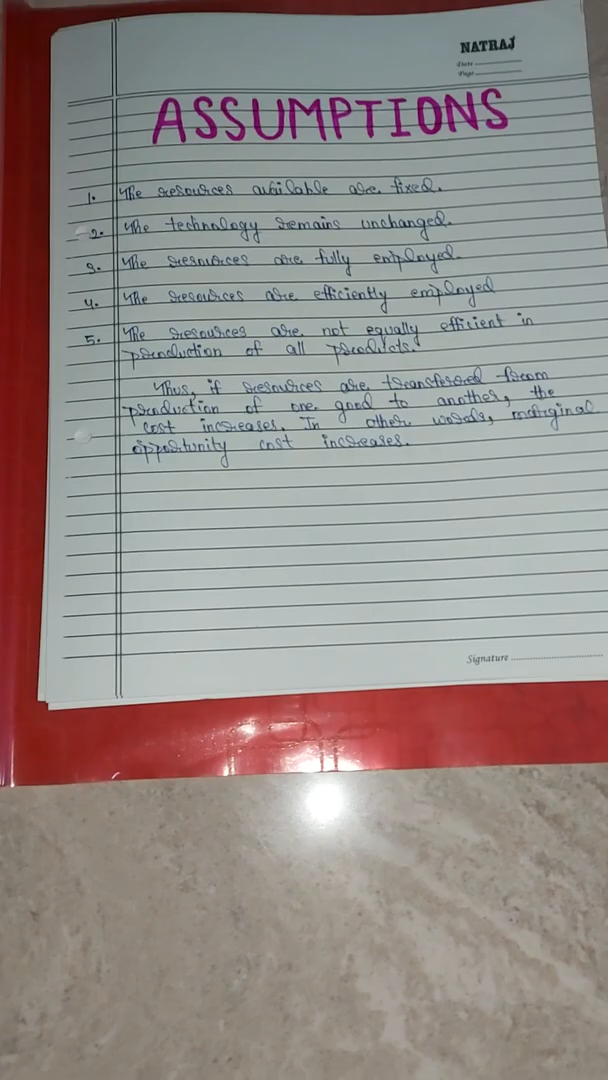 NATRAJ
Date
Page
ASSUMPTIONS
1. The resources available are fixed.
2. The technology remains unchanged.
3. The resources are fully employed.
4. The resources are efficiently employed
5. The resources are not equally efficient in
production of all products.
Thus, if resources are transferred from
production of one good to another, the
cost increases. In other words, marginal
opportunity cost increases.
Signature